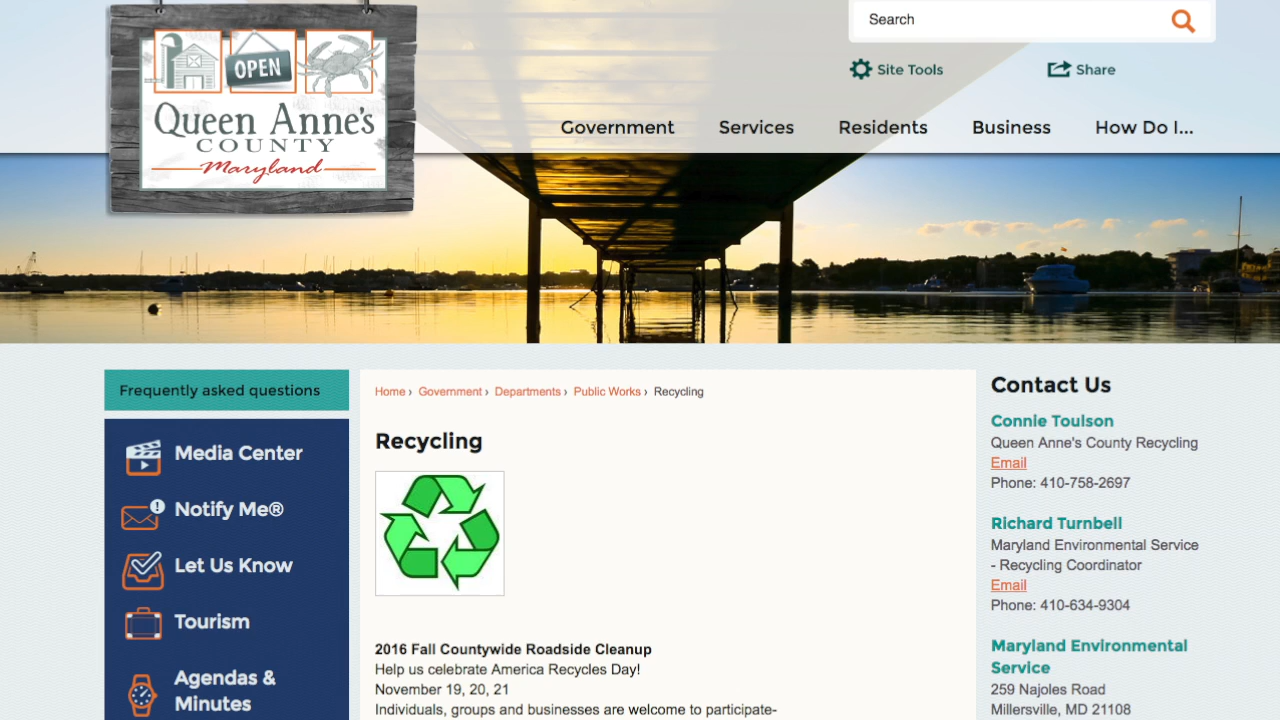 OPEN
Queen Anne's
COUNTY
Maryland
Search
Site Tools
Share
Government
Services
Residents
Business
How Do I...
Frequently asked questions
Media Center
Notify Me®
Let Us Know
Tourism
Agendas &
Minutes
Home › Government › Departments › Public Works › Recycling
Recycling
2016 Fall Countywide Roadside Cleanup
Help us celebrate America Recycles Day!
November 19, 20, 21
Individuals, groups and businesses are welcome to participate-
Contact Us
Connie Toulson
Queen Anne's County Recycling
Email
Phone: 410-758-2697
Richard Turnbell
Maryland Environmental Service
- Recycling Coordinator
Email
Phone: 410-634-9304
Maryland Environmental
Service
259 Najoles Road
Millersville, MD 21108